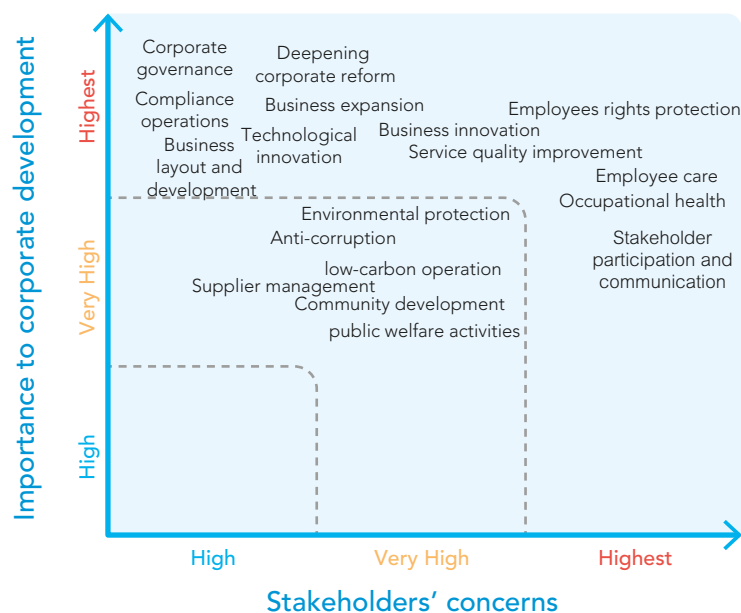 Importance to corporate development
Highest
Very High
High
Corporate
governance
Deepening
corporate reform
Compliance
operations
Business expansion
Employees rights protection
Business
layout and
development
Technological
innovation
Business innovation
Service quality improvement
Employee care
Occupational health
Environmental protection
Anti-corruption
Stakeholder
participation and
communication
low-carbon operation
Supplier management
Community development
public welfare activities
High
Very High
Highest
Stakeholders’ concerns